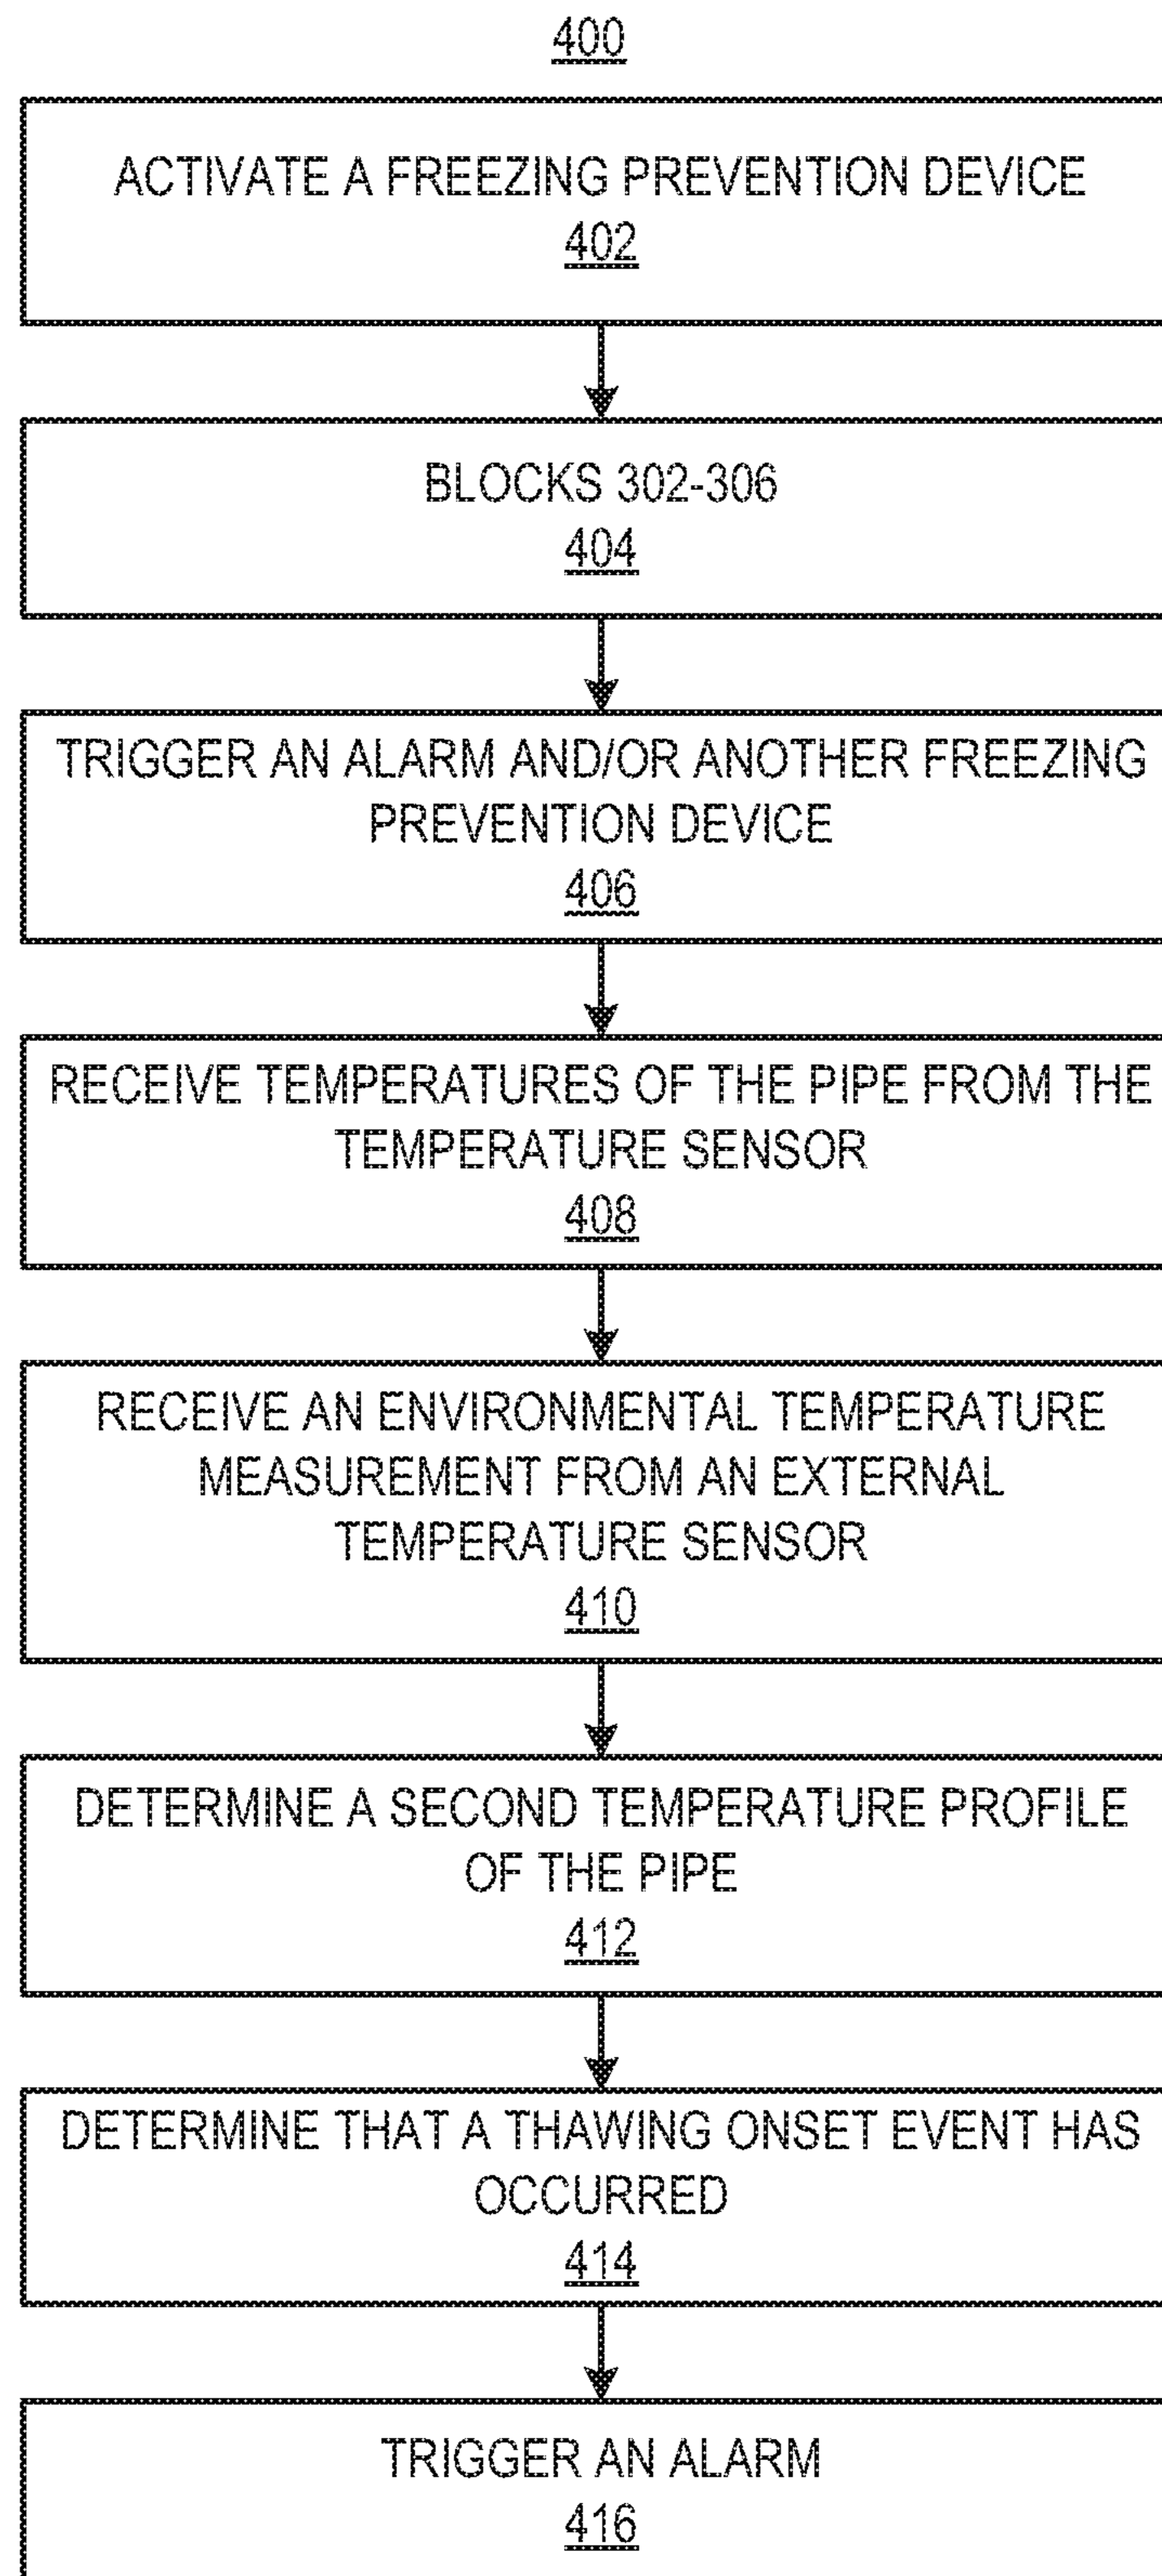 400
ACTIVATE A FREEZING PREVENTION DEVICE
402
BLOCKS 302-306
404
TRIGGER AN ALARM AND/OR ANOTHER FREEZING
PREVENTION DEVICE
406
RECEIVE TEMPERATURES OF THE PIPE FROM THE
TEMPERATURE SENSOR
408
RECEIVE AN ENVIRONMENTAL TEMPERATURE
MEASUREMENT FROM AN EXTERNAL
TEMPERATURE SENSOR
410
DETERMINE A SECOND TEMPERATURE PROFILE
OF THE PIPE
412
DETERMINE THAT A THAWING ONSET EVENT HAS
OCCURRED
414
TRIGGER AN ALARM
416